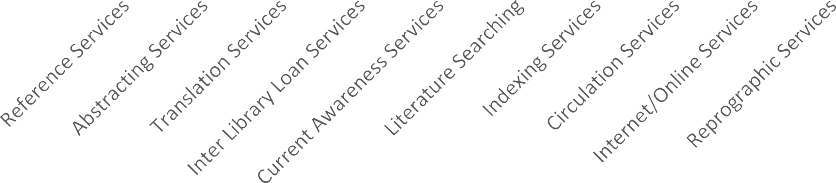 Reference Services
Abstracting Services
Translation Services
Inter Library Loan Services
Current Awareness Services
Literature Searching
Indexing Services
Circulation Services
Internet/Online Services
Reprographic Services